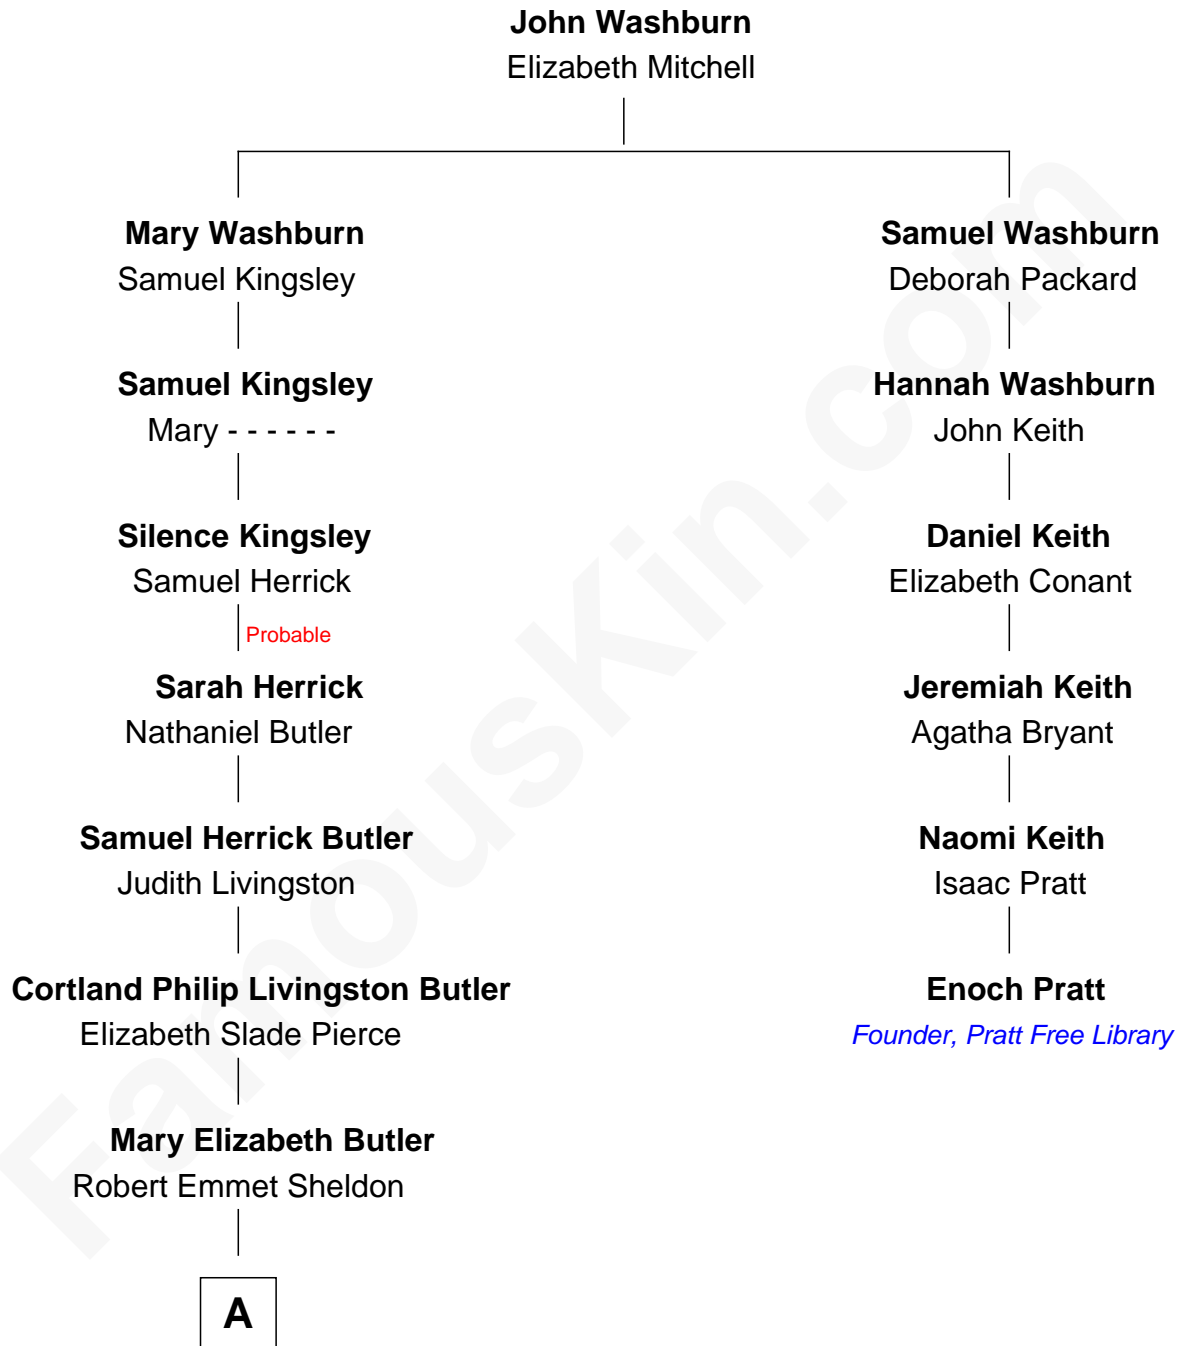 John Washburn
Elizabeth Mitchell
Mary Washburn
Samuel Kingsley
Samuel Washburn
Deborah Packard
Samuel Kingsley
Mary - - - - - -
Hannah Washburn
John Keith
Silence Kingsley
Samuel Herrick
Probable
Daniel Keith
Elizabeth Conant
Sarah Herrick
Nathaniel Butler
Jeremiah Keith
Agatha Bryant
Samuel Herrick Butler
Judith Livingston
Naomi Keith
Isaac Pratt
Cortland Philip Livingston Butler
Elizabeth Slade Pierce
Enoch Pratt
Founder, Pratt Free Library
Mary Elizabeth Butler
Robert Emmet Sheldon
A
FamousKin.com